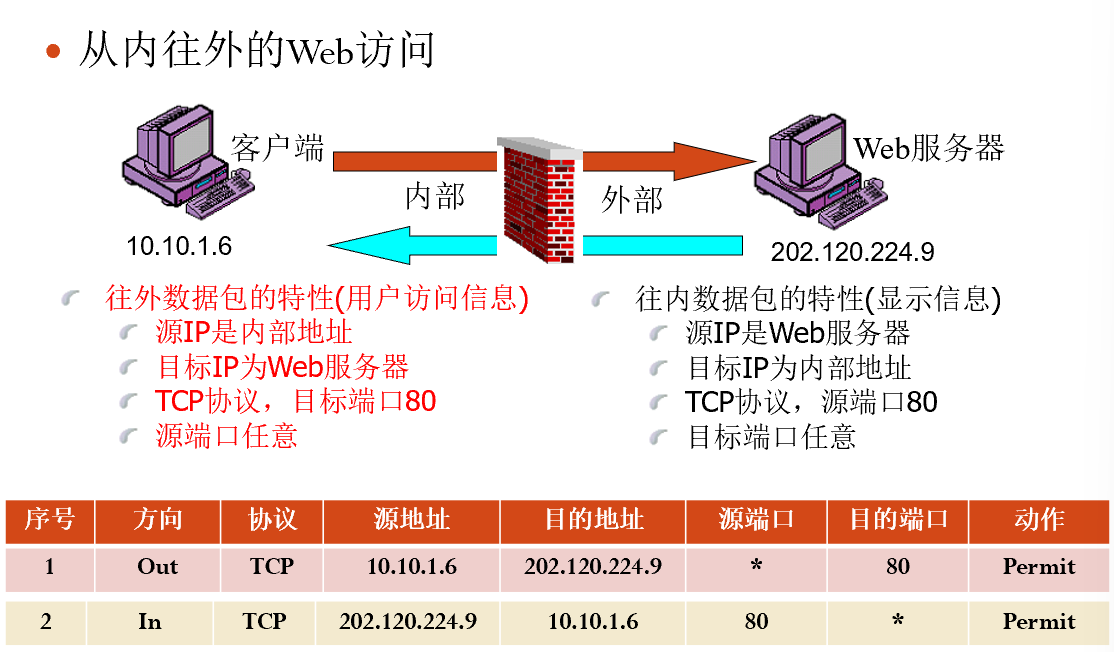 从内往外的Web访问
客户端
Web服务器
内部
外部
10.10.1.6
202.120.224.9
往外数据包的特性(用户访问信息)
源IP是内部地址
目标IP为Web服务器
TCP协议，目标端口80
源端口任意
往内数据包的特性(显示信息)
源IP是Web服务器
目标IP为内部地址
TCP协议，源端口80
目标端口任意
序号 方向 协议 源地址 目的地址 源端口 目的端口 动作
1 Out TCP 10.10.1.6 202.120.224.9 * 80 Permit
2 In TCP 202.120.224.9 10.10.1.6 80 * Permit